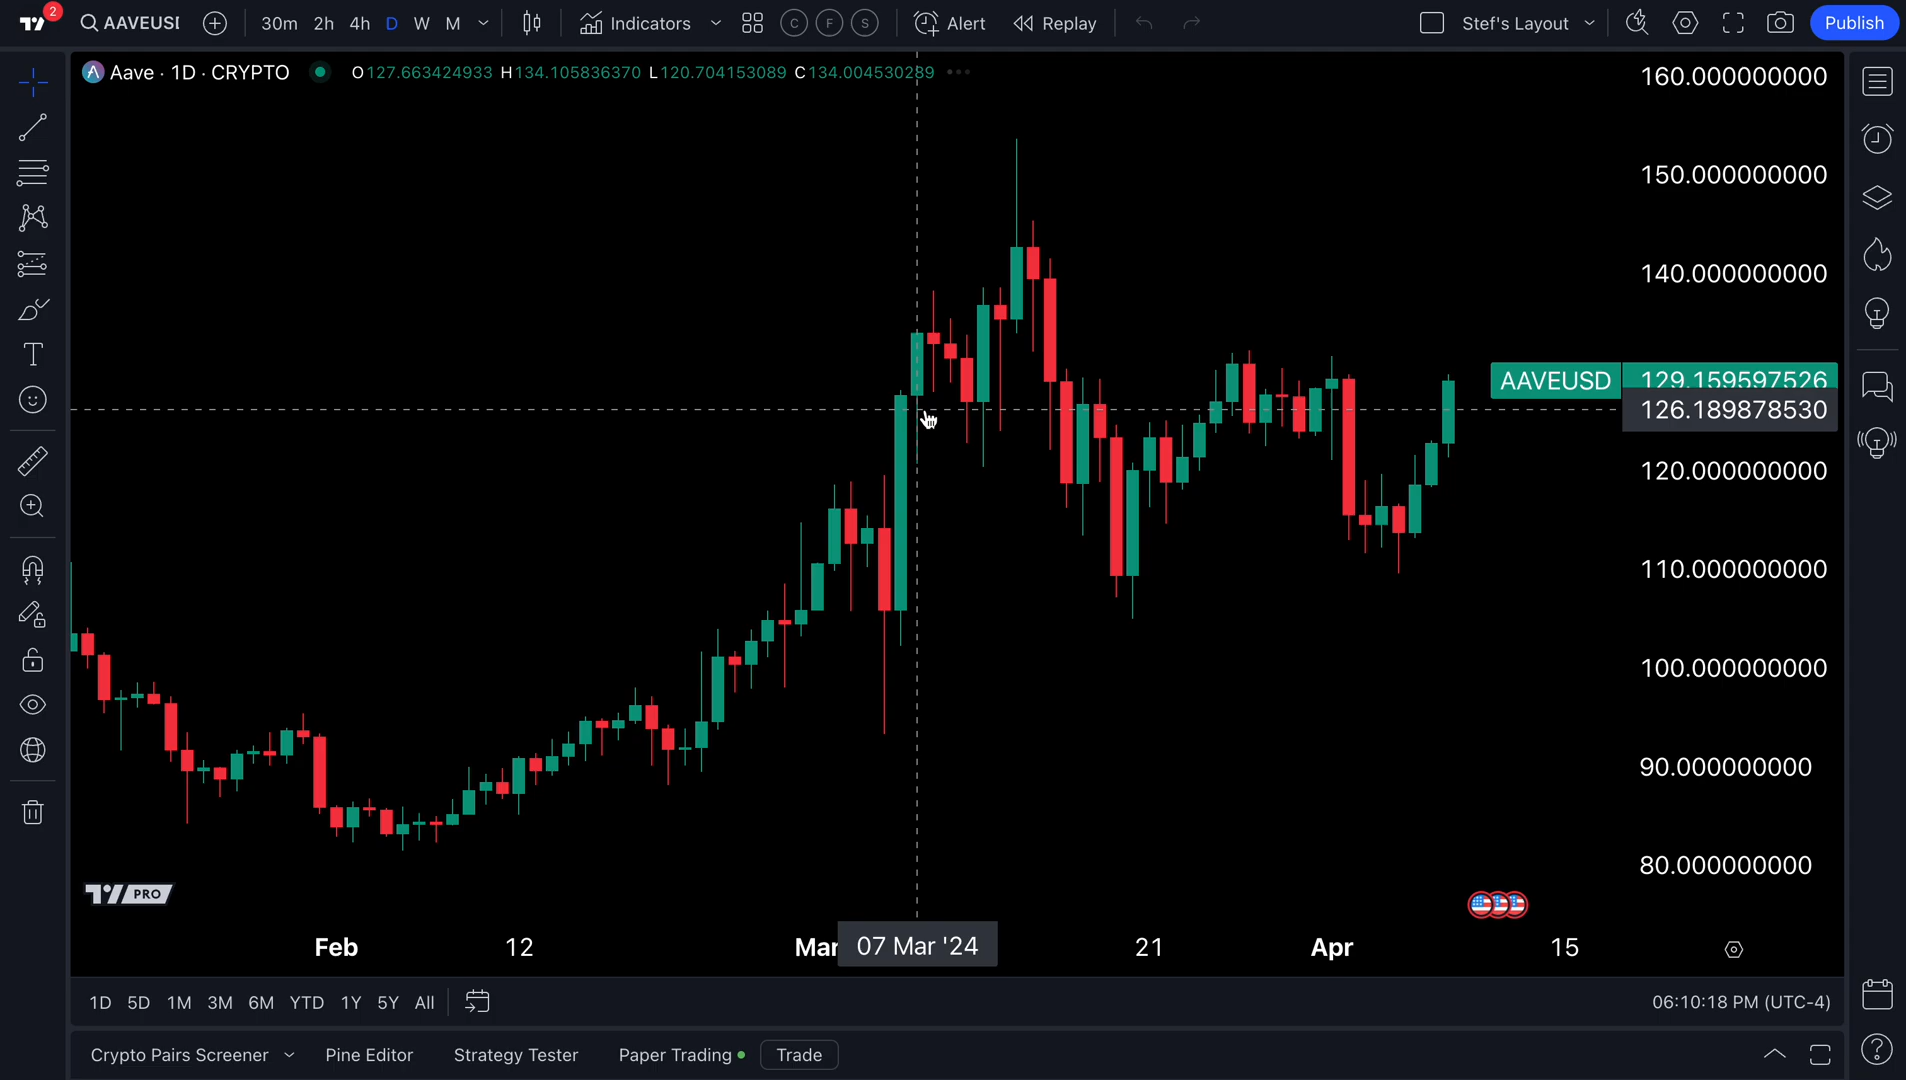 2
AAVEUSI 30m 2h 4h D W M Indicators C F S Alert Replay Stef's Layout Publish
Aave · 1D · CRYPTO O127.663424933 H134.105836370 L120.704153089 C134.004530289
160.000000000
150.000000000
140.000000000
AAVEUSD 129.159597526
126.189878530
120.000000000
110.000000000
100.000000000
90.000000000
80.000000000
PRO
Feb 12 Mar 07 Mar '24 21 Apr 15
1D 5D 1M 3M 6M YTD 1Y 5Y All 06:10:18 PM (UTC-4)
Crypto Pairs Screener Pine Editor Strategy Tester Paper Trading Trade